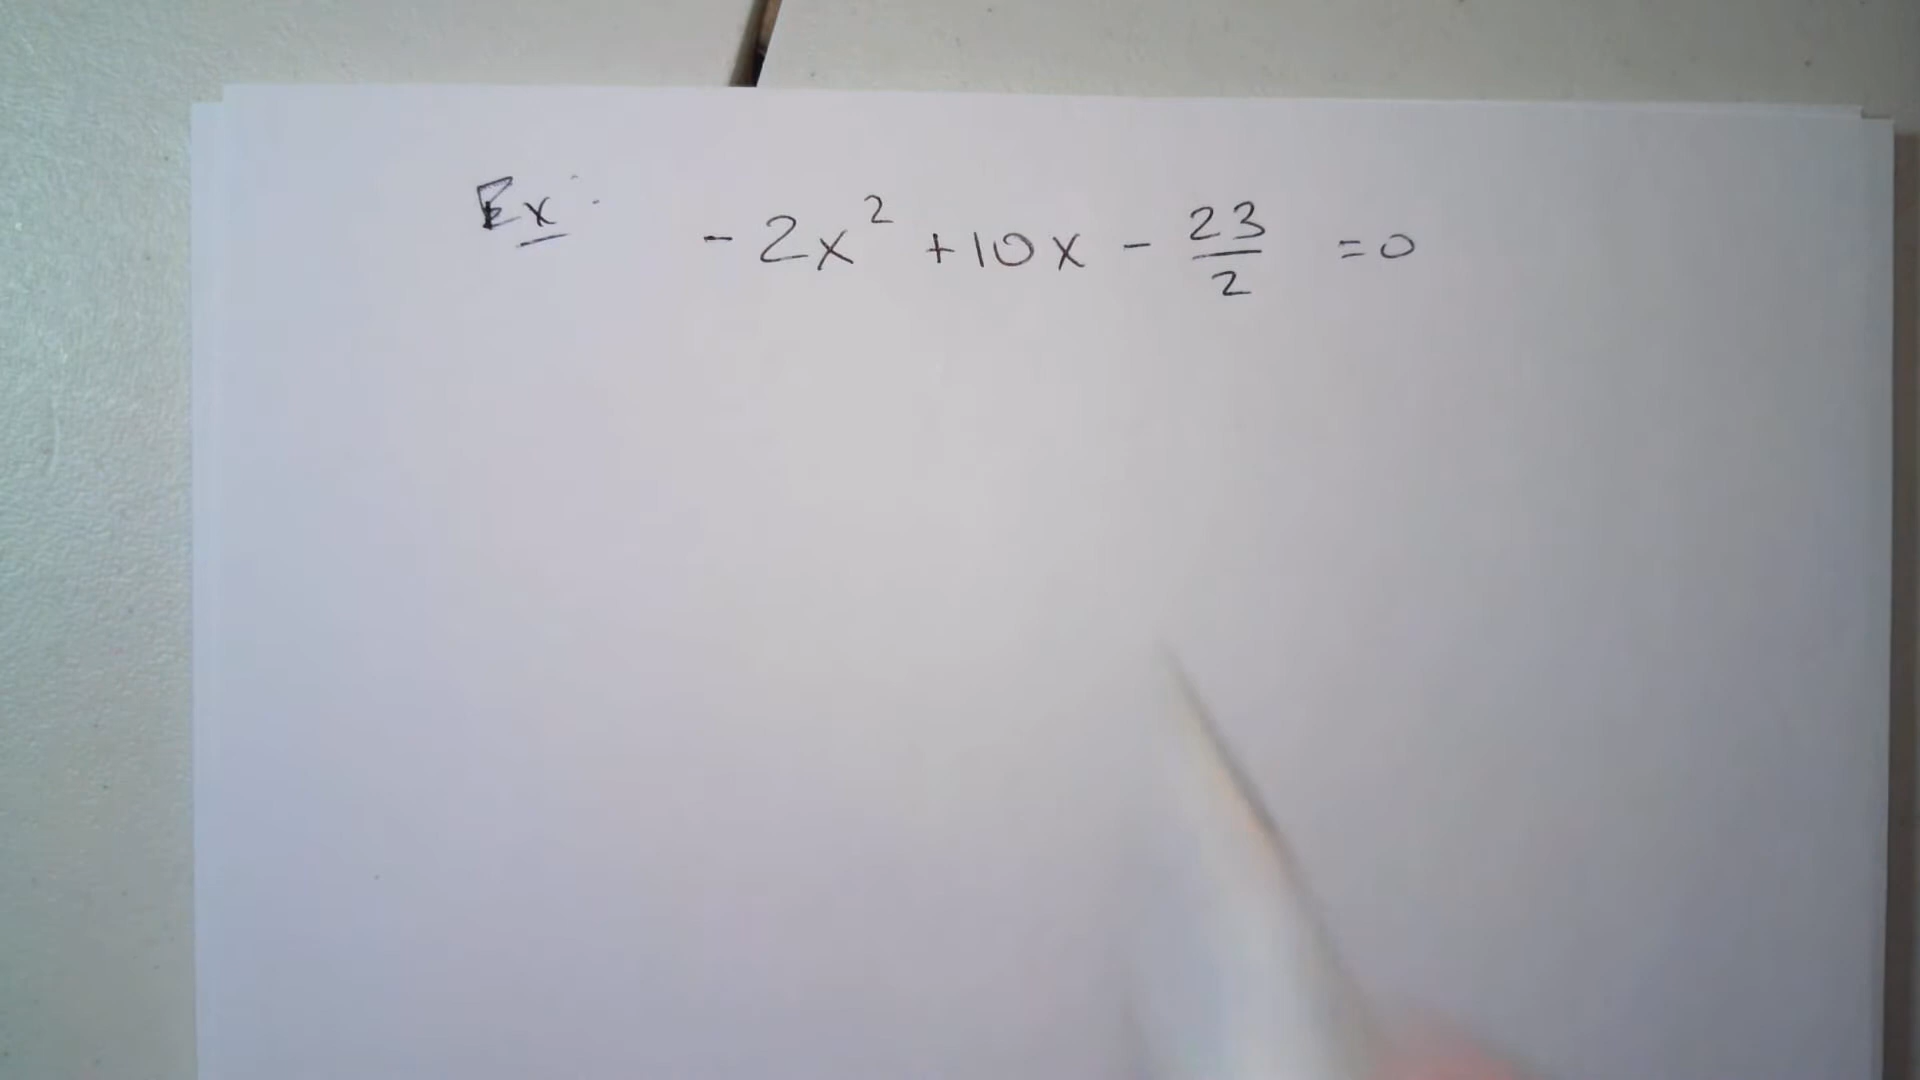 Ex: -2x² + 10x - 23/2 = 0